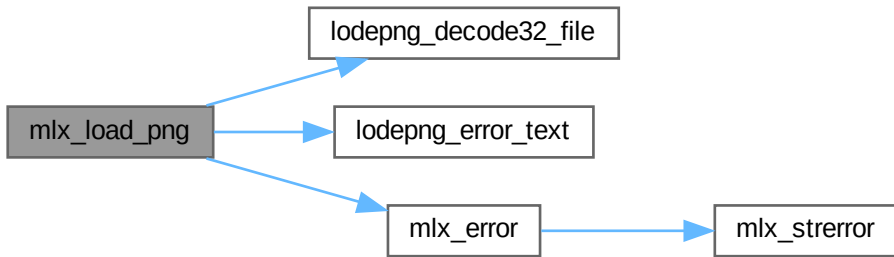 lodepng_decode32_file
mlx_load_png
lodepng_error_text
mlx_error
mlx_strerror